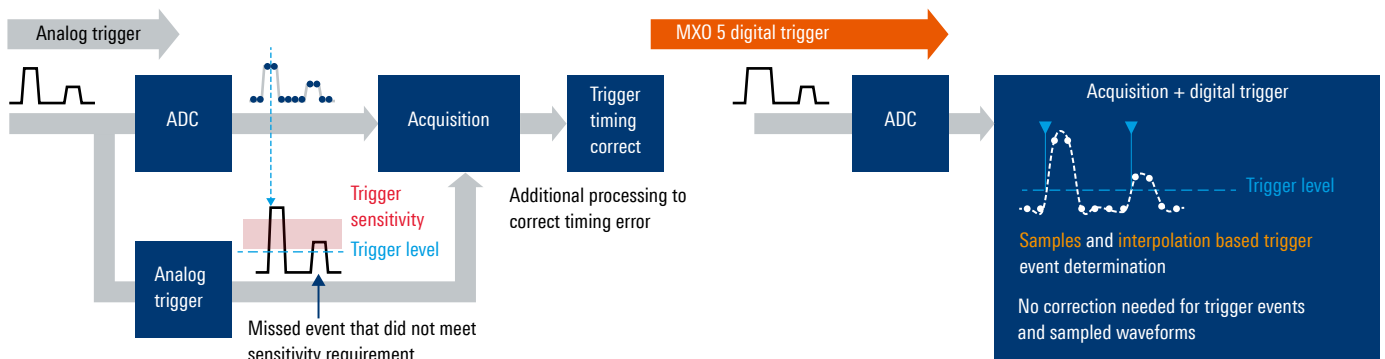 Analog trigger
ADC
Acquisition
Trigger
timing
correct
Additional processing to
correct timing error
Trigger
sensitivity
Trigger level
Analog
trigger
Missed event that did not meet
sensitivity requirement
MXO 5 digital trigger
ADC
Acquisition + digital trigger
Trigger level
Samples and interpolation based trigger
event determination
No correction needed for trigger events
and sampled waveforms